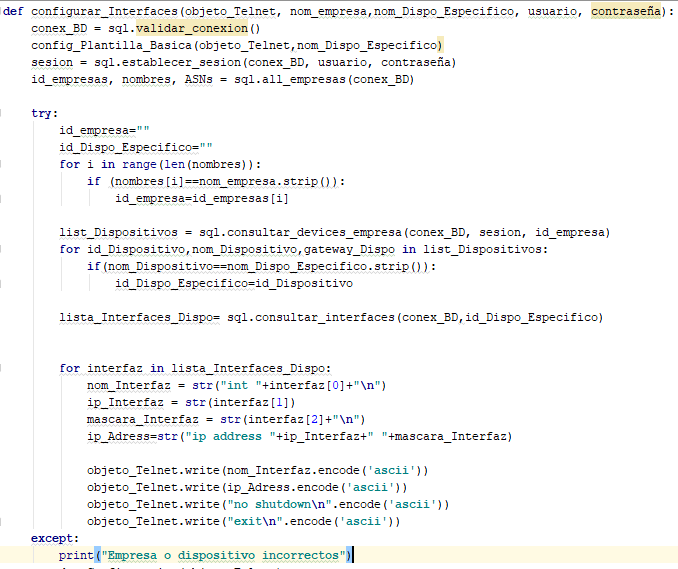 def configurar_Interfaces(objeto_Telnet, nom_empresa,nom_Dispo_Especifico, usuario, contraseña):
conex_BD = sql.validar_conexion()
config_Plantilla_Basica(objeto_Telnet,nom_Dispo_Especifico)
sesion = sql.establecer_sesion(conex_BD, usuario, contraseña)
id_empresas, nombres, ASNs = sql.all_empresas(conex_BD)
try:
id_empresa=""
id_Dispo_Especifico=""
for i in range(len(nombres)):
if (nombres[i]==nom_empresa.strip()):
id_empresa=id_empresas[i]
list_Dispositivos = sql.consultar_devices_empresa(conex_BD, sesion, id_empresa)
for id_Dispositivo,nom_Dispositivo,gateway_Dispo in list_Dispositivos:
if(nom_Dispositivo==nom_Dispo_Especifico.strip()):
id_Dispo_Especifico=id_Dispositivo
lista_Interfaces_Dispo= sql.consultar_interfaces(conex_BD,id_Dispo_Especifico)
for interfaz in lista_Interfaces_Dispo:
nom_Interfaz = str("int "+interfaz[0]+"\n")
ip_Interfaz = str(interfaz[1])
mascara_Interfaz = str(interfaz[2]+"\n")
ip_Adress=str("ip address "+ip_Interfaz+" "+mascara_Interfaz)
objeto_Telnet.write(nom_Interfaz.encode('ascii'))
objeto_Telnet.write(ip_Adress.encode('ascii'))
objeto_Telnet.write("no shutdown\n".encode('ascii'))
objeto_Telnet.write("exit\n".encode('ascii'))
except:
print("Empresa o dispositivo incorrectos")